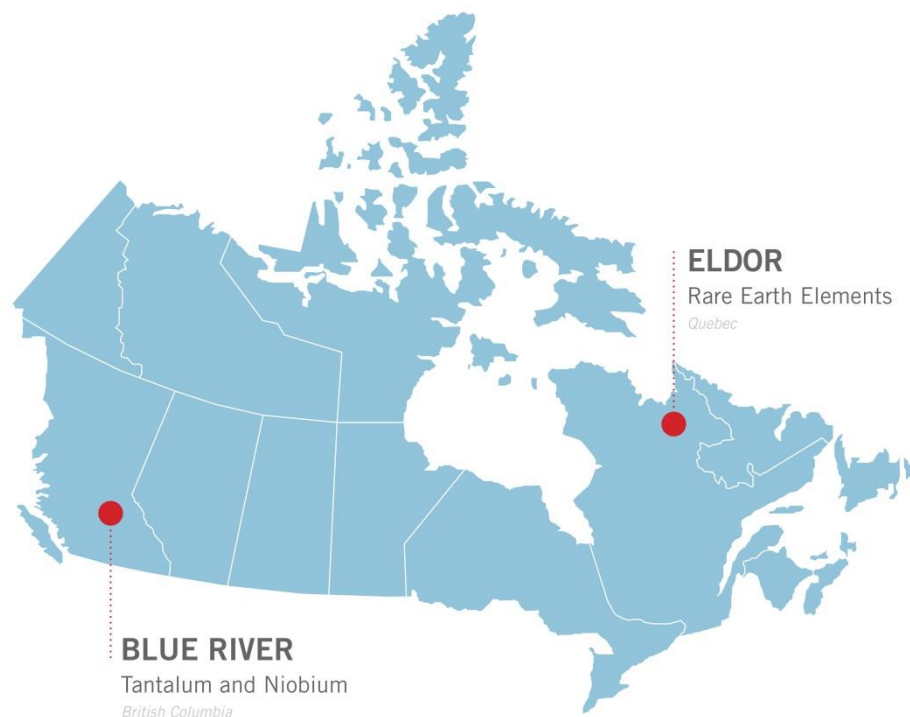 ELDOR
Rare Earth Elements
Quebec
BLUE RIVER
Tantalum and Niobium
British Columbia